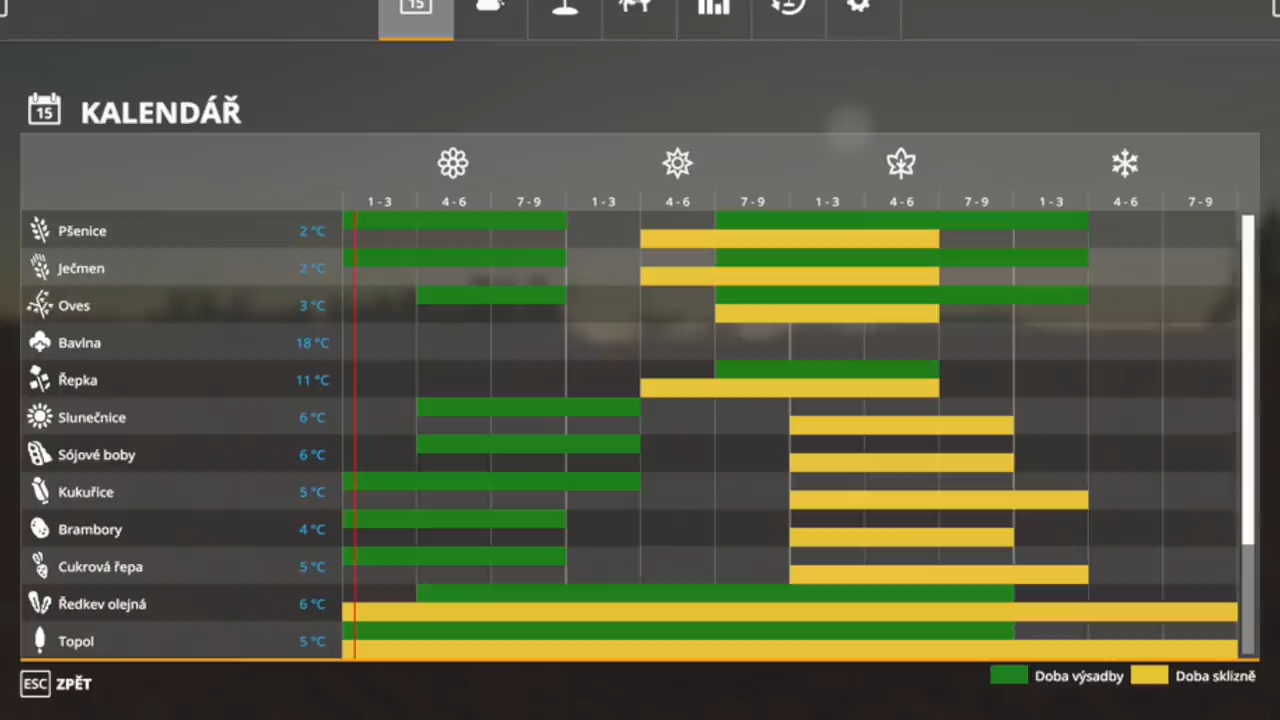 15
15 KALENDÁŘ
1 - 3 4 - 6 7 - 9 1 - 3 4 - 6 7 - 9 1 - 3 4 - 6 7 - 9 1 - 3 4 - 6 7 - 9
Pšenice 2 °C
Ječmen 2 °C
Oves 3 °C
Bavlna 18 °C
Řepka 11 °C
Slunečnice 6 °C
Sójové boby 6 °C
Kukuřice 5 °C
Brambory 4 °C
Cukrová řepa 5 °C
Ředkev olejná 6 °C
Topol 5 °C
ESC ZPĚT Doba výsadby Doba sklizně